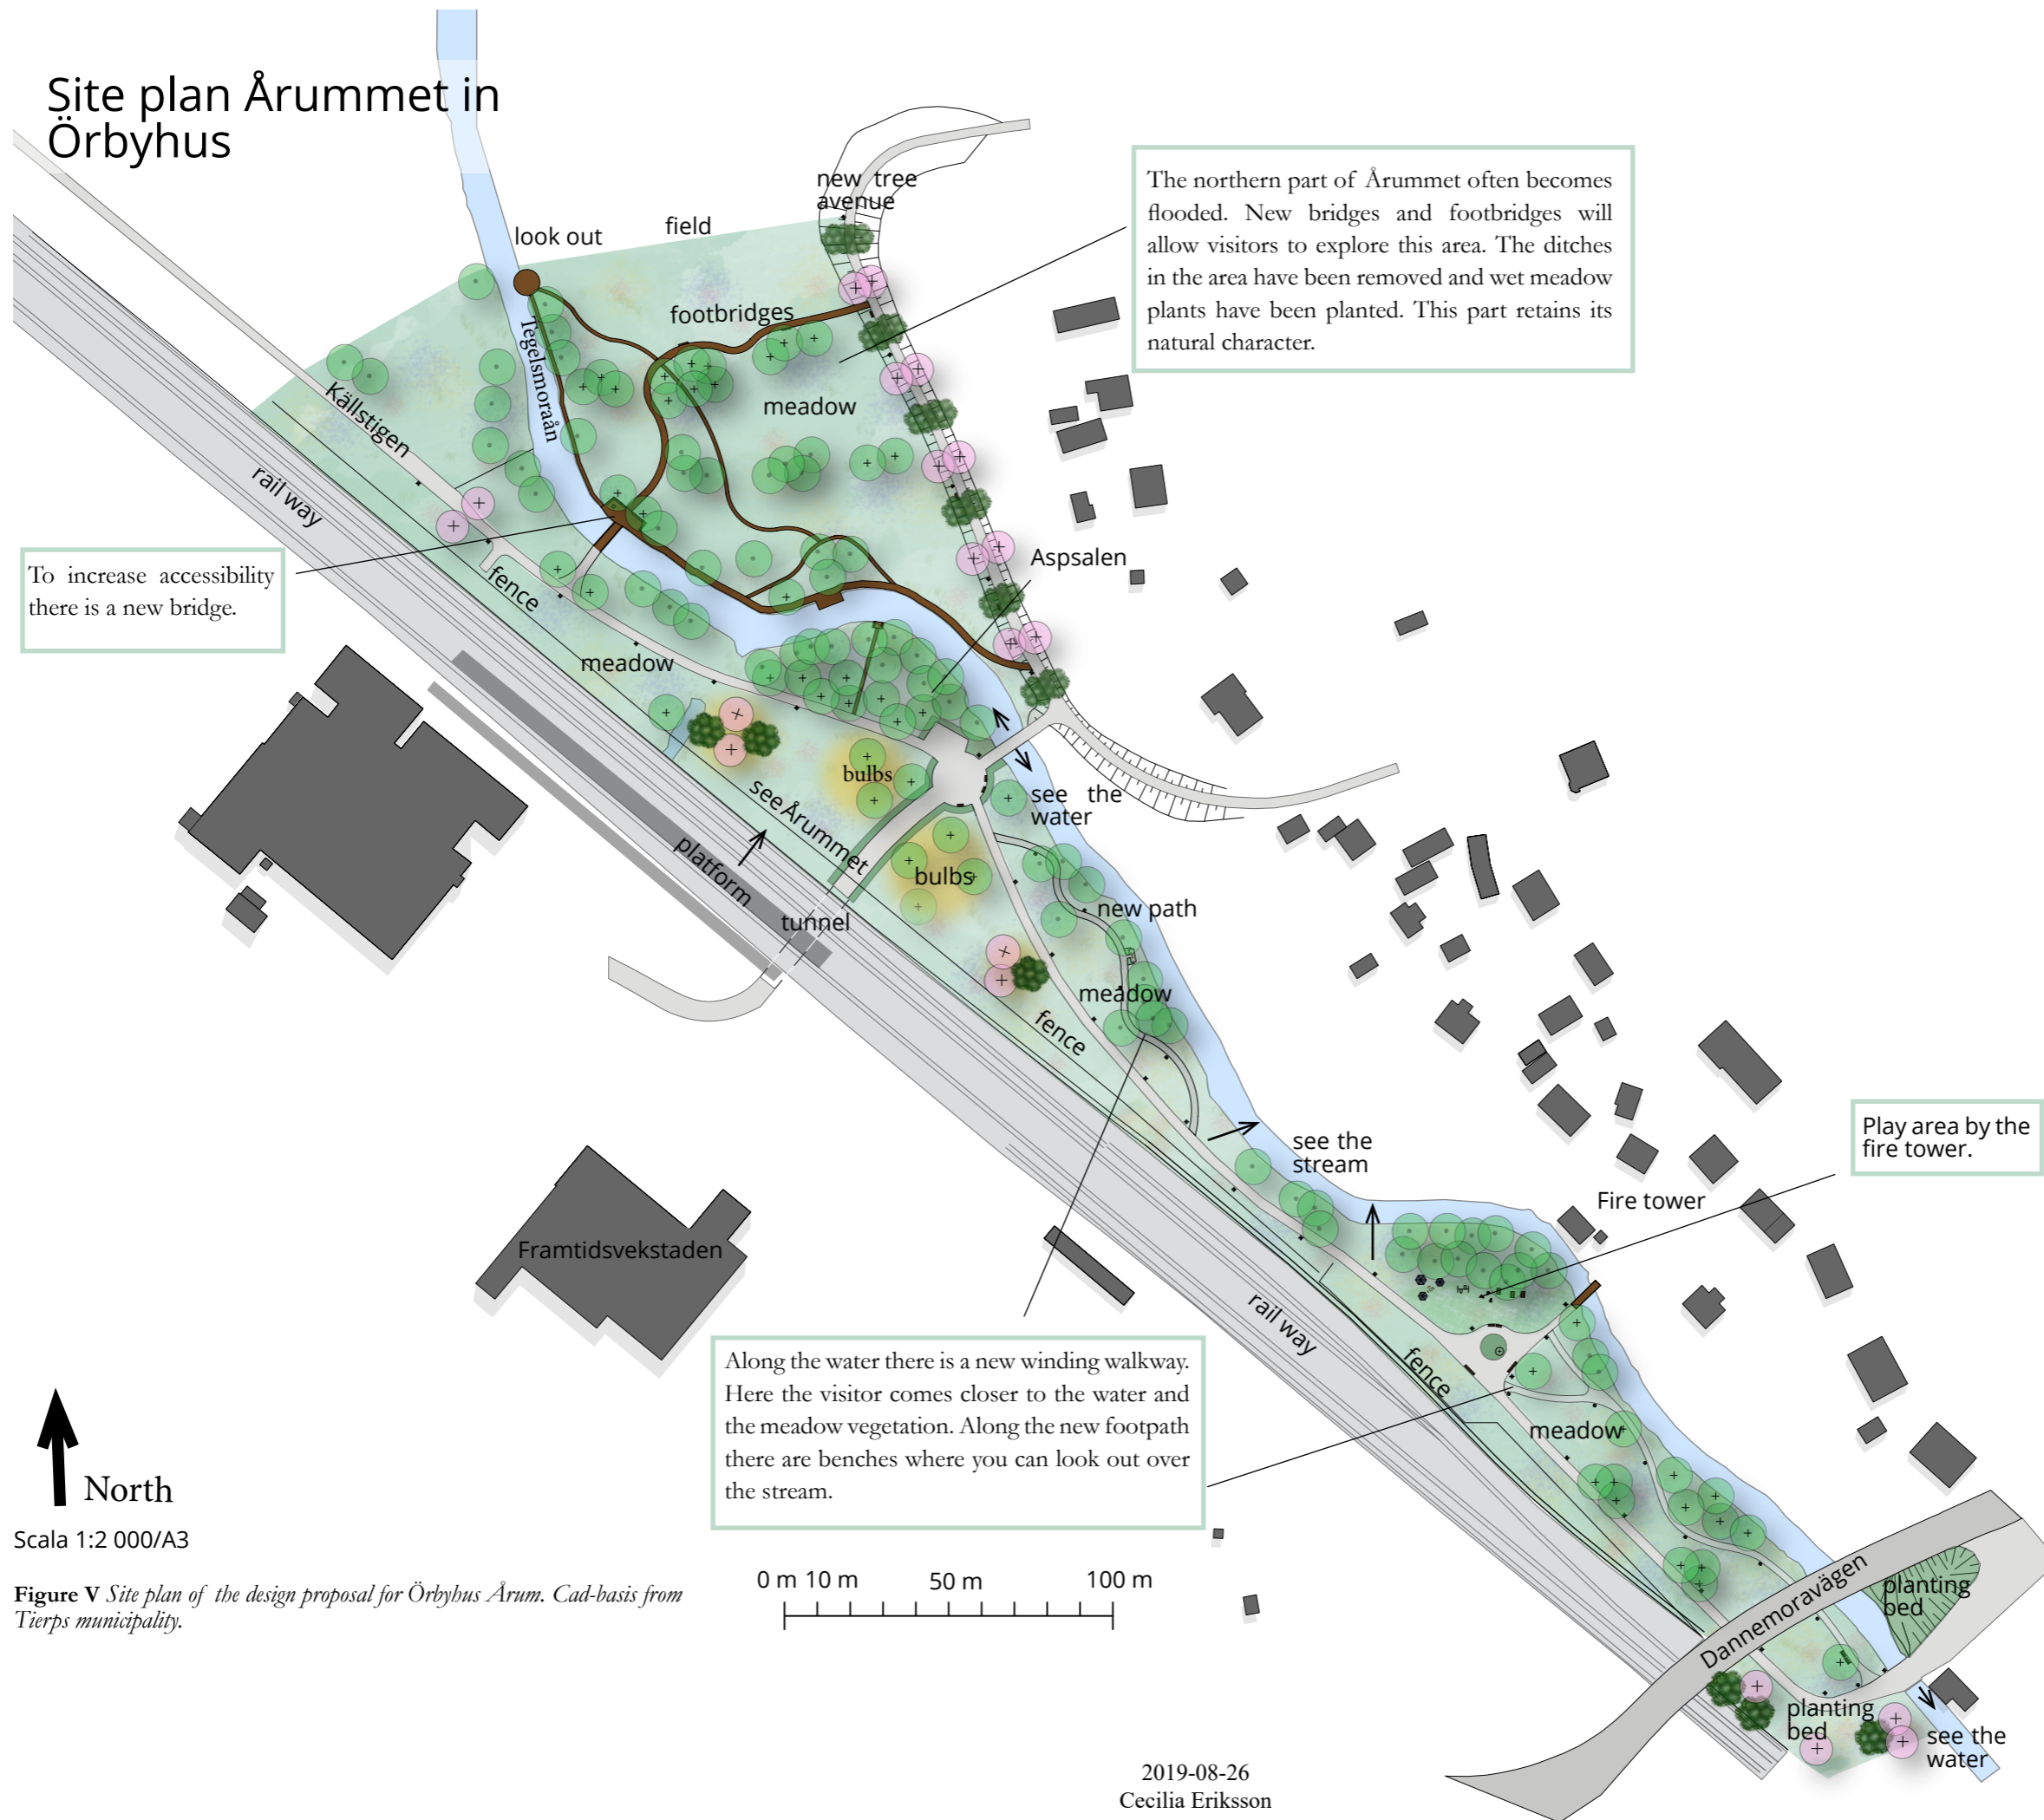 Site plan Årummet in
Örbyhus
new tree
avenue
look out
field
The northern part of Årummet often becomes
flooded. New bridges and footbridges will
allow visitors to explore this area. The ditches
in the area have been removed and wet meadow
plants have been planted. This part retains its
natural character.
footbridges
Tegelsmoraån
Källstigen
meadow
rail way
Aspsalen
To increase accessibility
there is a new bridge.
fence
meadow
bulbs
see Årummet
see the
water
platform
bulbs
tunnel
new path
meadow
fence
see the
stream
Play area by the
fire tower.
Fire tower
Framtidsvekstaden
rail way
fence
Along the water there is a new winding walkway.
Here the visitor comes closer to the water and
the meadow vegetation. Along the new footpath
there are benches where you can look out over
the stream.
meadow
North
Scala 1:2 000/A3
Figure V Site plan of the design proposal for Örbyhus Årum. Cad-basis from
Tierps municipality.
0 m 10 m 50 m 100 m
Dannemoravägen
planting
bed
planting
bed
see the
water
2019-08-26
Cecilia Eriksson